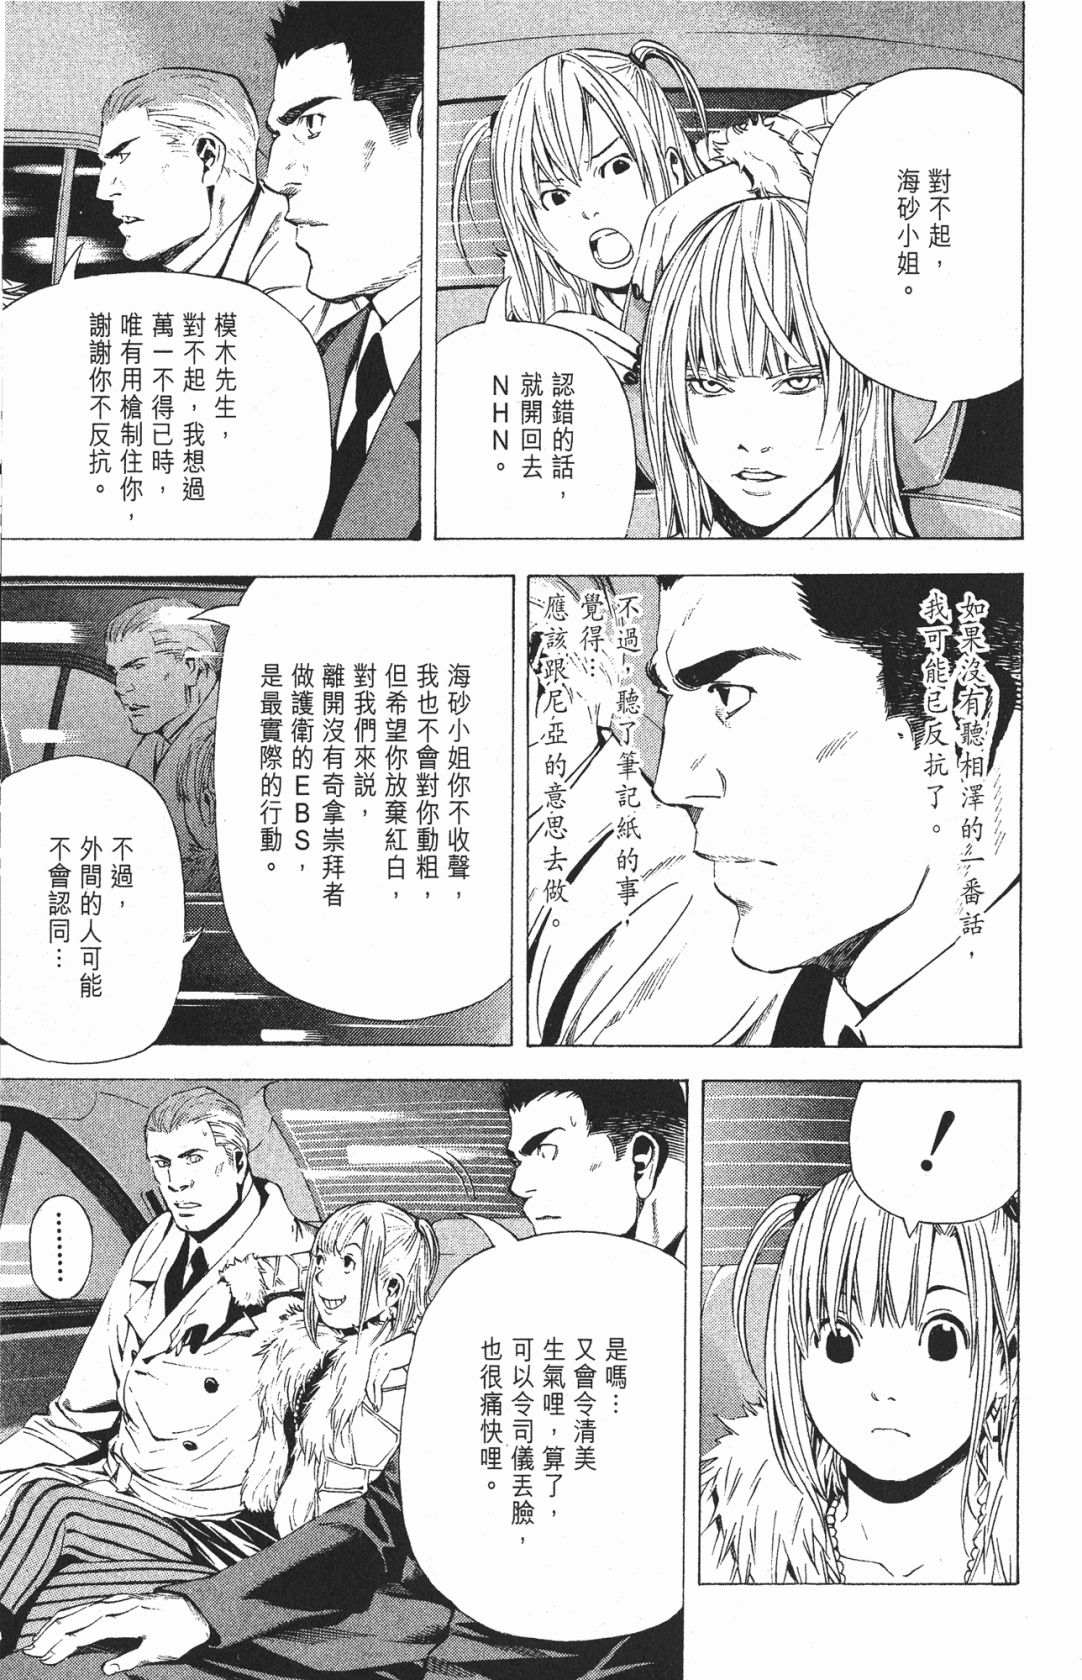 對不起，
海砂小姐。
認錯的話，
就開回去
NHN。
模木先生，
對不起，我想過
萬一不得已時，
唯有用槍制住你，
謝謝你不反抗。
如果沒有聽相澤的一番話，
我可能已反抗了。
不過，聽了筆記紙的事，
覺得…
應該跟尼亞的意思去做。
海砂小姐你不收聲，
我也不會對你動粗，
但希望你放棄紅白，
對我們來說，
離開沒有奇拿崇拜者
做護衛的EBS，
是最實際的行動。
不過，
外間的人可能
不會認同…
！
是嗎…
又會令清美
生氣哩，算了，
可以令司儀丟臉，
也很痛快哩。
………